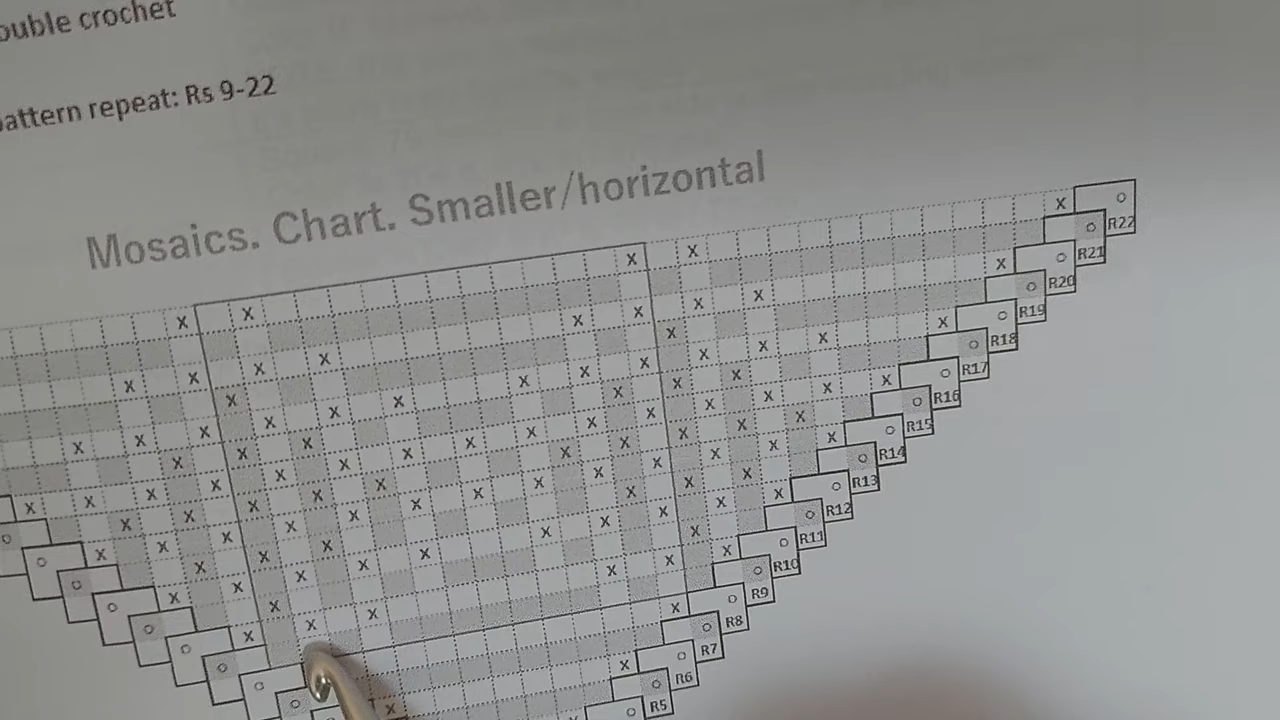 ouble crochet
pattern repeat: Rs 9-22
Mosaics. Chart. Smaller/horizontal
R22
R21
R20
R19
R18
R17
R16
R15
R14
R13
R12
R11
R10
R9
R8
R7
R6
R5